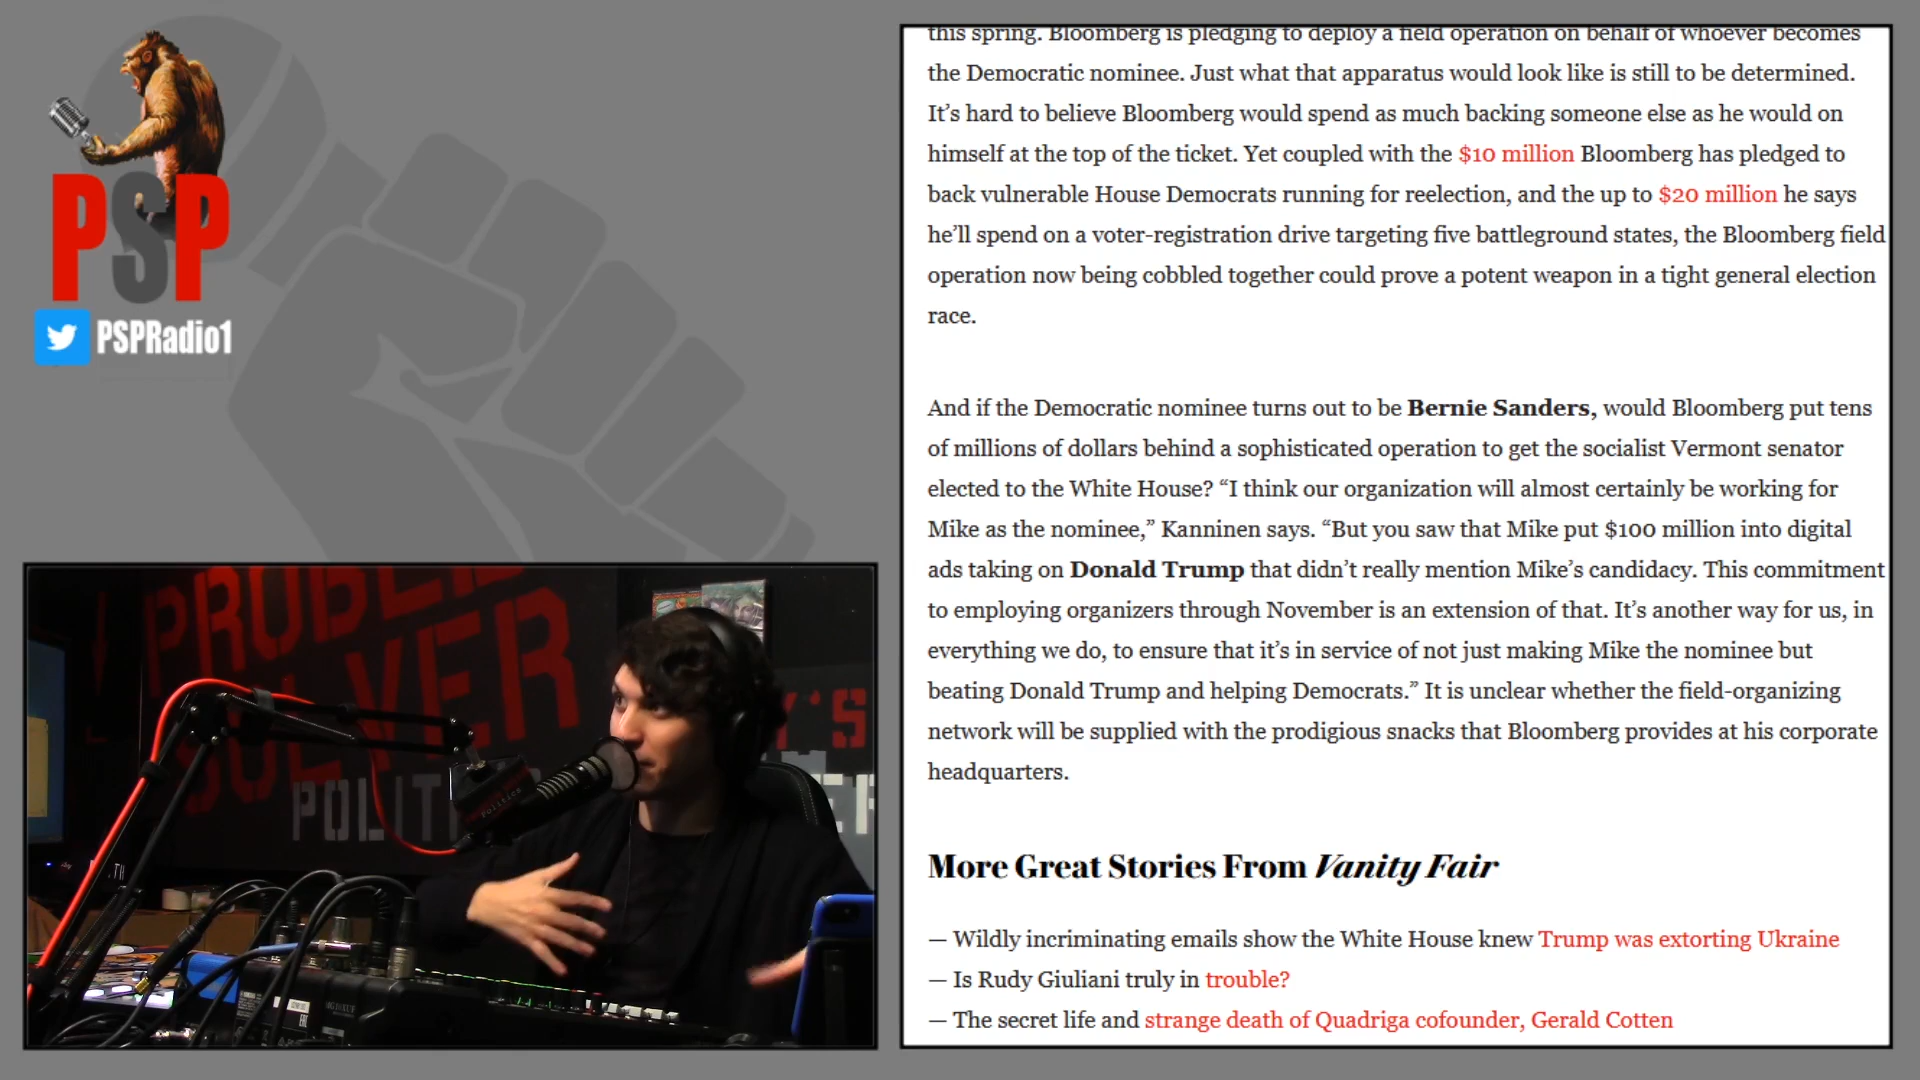 PSP
PSPRadio1
this spring. Bloomberg is pledging to deploy a field operation on behalf of whoever becomes
the Democratic nominee. Just what that apparatus would look like is still to be determined.
It’s hard to believe Bloomberg would spend as much backing someone else as he would on
himself at the top of the ticket. Yet coupled with the $10 million Bloomberg has pledged to
back vulnerable House Democrats running for reelection, and the up to $20 million he says
he’ll spend on a voter-registration drive targeting five battleground states, the Bloomberg field
operation now being cobbled together could prove a potent weapon in a tight general election
race.
And if the Democratic nominee turns out to be Bernie Sanders, would Bloomberg put tens
of millions of dollars behind a sophisticated operation to get the socialist Vermont senator
elected to the White House? “I think our organization will almost certainly be working for
Mike as the nominee,” Kanninen says. “But you saw that Mike put $100 million into digital
ads taking on Donald Trump that didn’t really mention Mike’s candidacy. This commitment
to employing organizers through November is an extension of that. It’s another way for us, in
everything we do, to ensure that it’s in service of not just making Mike the nominee but
beating Donald Trump and helping Democrats.” It is unclear whether the field-organizing
network will be supplied with the prodigious snacks that Bloomberg provides at his corporate
headquarters.
More Great Stories From Vanity Fair
— Wildly incriminating emails show the White House knew Trump was extorting Ukraine
— Is Rudy Giuliani truly in trouble?
— The secret life and strange death of Quadriga cofounder, Gerald Cotten
PROBLE
SOLVER
POLITI
Y'S
ER
Politics